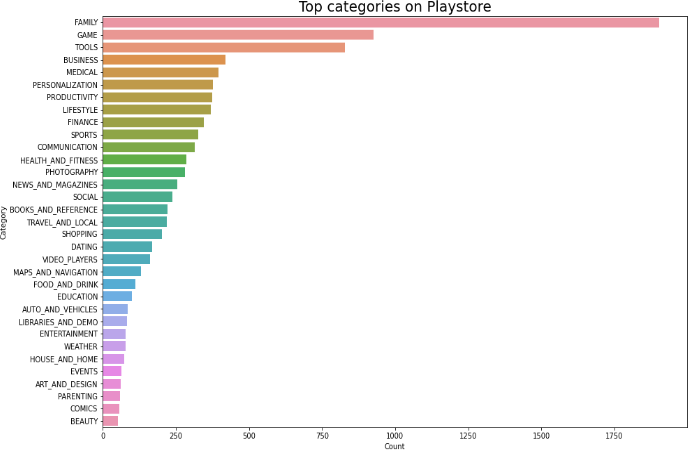 Top categories on Playstore
Category
FAMILY
GAME
TOOLS
BUSINESS
MEDICAL
PERSONALIZATION
PRODUCTIVITY
LIFESTYLE
FINANCE
SPORTS
COMMUNICATION
HEALTH_AND_FITNESS
PHOTOGRAPHY
NEWS_AND_MAGAZINES
SOCIAL
BOOKS_AND_REFERENCE
TRAVEL_AND_LOCAL
SHOPPING
DATING
VIDEO_PLAYERS
MAPS_AND_NAVIGATION
FOOD_AND_DRINK
EDUCATION
AUTO_AND_VEHICLES
LIBRARIES_AND_DEMO
ENTERTAINMENT
WEATHER
HOUSE_AND_HOME
EVENTS
ART_AND_DESIGN
PARENTING
COMICS
BEAUTY
0 250 500 750 1000 1250 1500 1750
Count